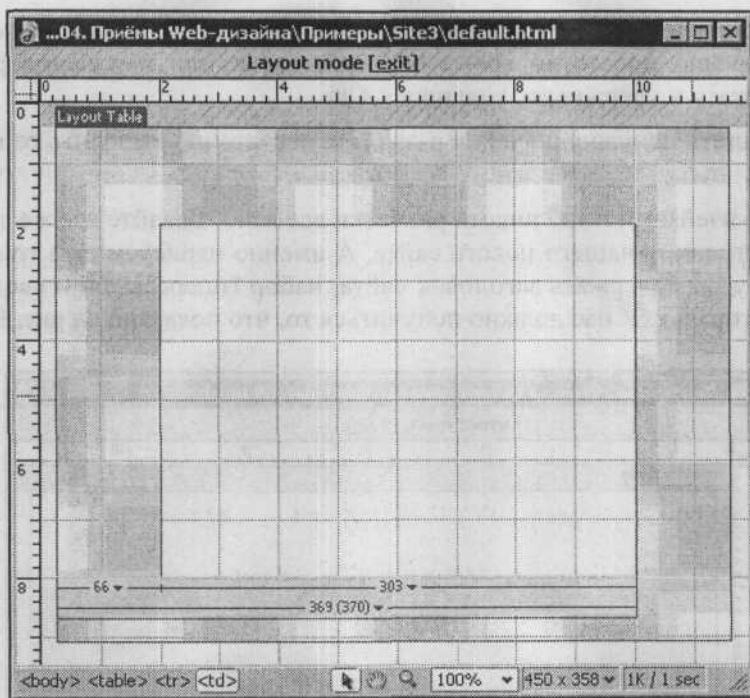 ...04. Приёмы Web-дизайна\Примеры\Site3\default.html
Layout mode [exit]
0 2 4 6 8 10
0
Layout Table
2
4
6
8
66 303
369 (370)
<body> <table> <tr> <td> 100% 450 x 358 1K / 1 sec